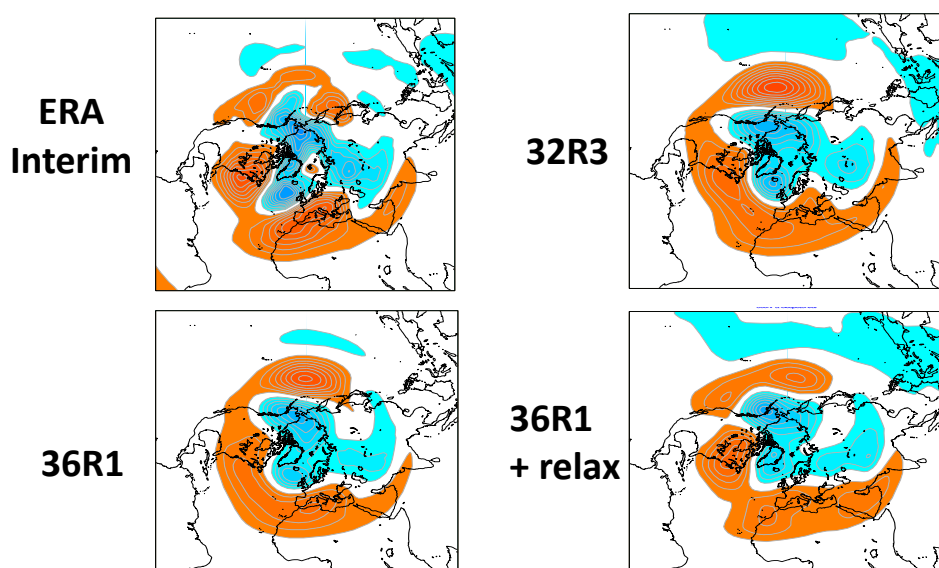 ERA
Interim
32R3
36R1
36R1
+ relax